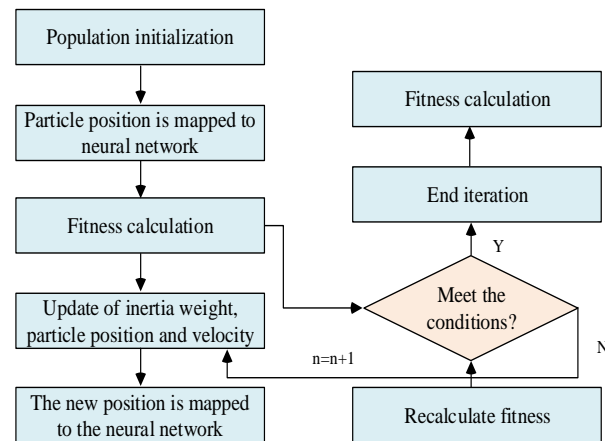 Population initialization
Particle position is mapped to
neural network
Fitness calculation
Update of inertia weight,
particle position and velocity
The new position is mapped
to the neural network
Fitness calculation
End iteration
Y
Meet the
conditions?
N
n=n+1
Recalculate fitness